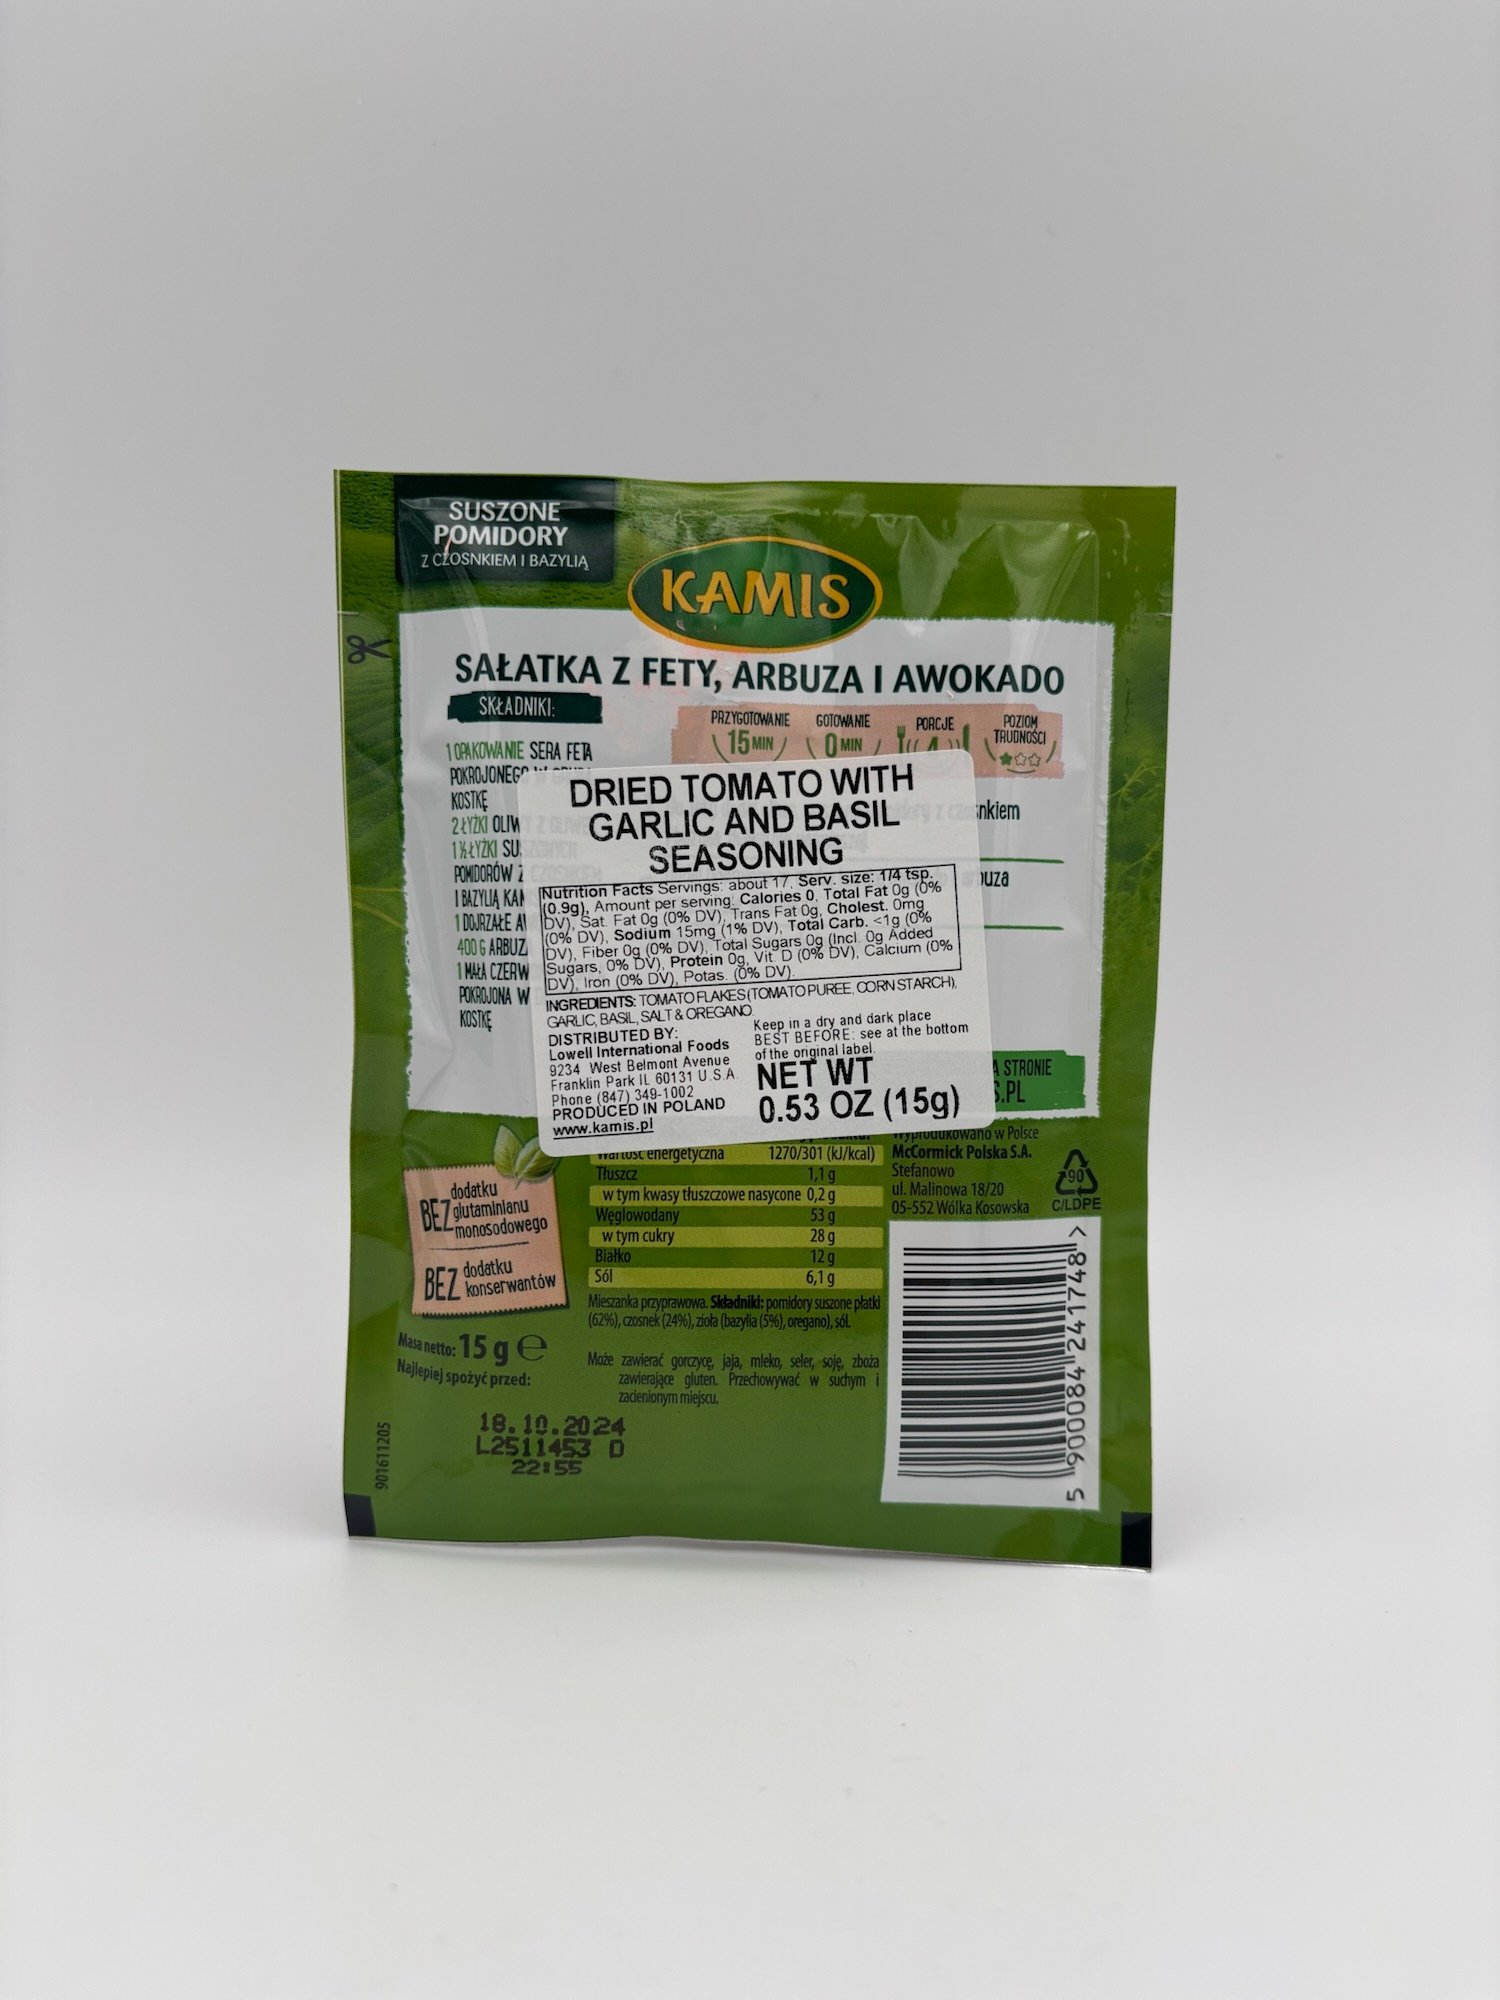 SUSZONE
POMIDORY
Z CZOSNKIEM I BAZYLIĄ
KAMIS
SAŁATKA Z FETY, ARBUZA I AWOKADO
SKŁADNIKI:
1 OPAKOWANIE SERA FETA
POKROJONEGO W
KOSTKĘ
2 ŁYŻKI OLIWY Z OLIWEK
1 ½ ŁYŻKI SUSZONYCH
POMIDORÓW Z CZOSNKIEM
I BAZYLIĄ KAM
1 DOJRZAŁE A
400 G ARBUZ
1 MAŁA CZERW
POKROJONA W
KOSTKĘ
PRZYGOTOWANIE
15 MIN
GOTOWANIE
0 MIN
PORCJE
4
POZIOM
TRUDNOŚCI
nkiem
buza
A STRONIE
S.PL
DRIED TOMATO WITH
GARLIC AND BASIL
SEASONING
Nutrition Facts Servings: about 17, Serv. size: 1/4 tsp.
(0.9g), Amount per serving: Calories 0, Total Fat 0g (0%
DV), Sat. Fat 0g (0% DV), Trans Fat 0g, Cholest. 0mg
(0% DV), Sodium 15mg (1% DV), Total Carb. <1g (0%
DV), Fiber 0g (0% DV), Total Sugars 0g (Incl. 0g Added
Sugars, 0% DV), Protein 0g, Vit. D (0% DV), Calcium (0%
DV), Iron (0% DV), Potas. (0% DV).
INGREDIENTS: TOMATO FLAKES (TOMATO PUREE, CORN STARCH),
GARLIC, BASIL, SALT & OREGANO.
DISTRIBUTED BY:
Lowell International Foods
9234 West Belmont Avenue
Franklin Park IL 60131 U.S.A.
Phone (847) 349-1002
PRODUCED IN POLAND
www.kamis.pl
Keep in a dry and dark place
BEST BEFORE: see at the bottom
of the original label.
NET WT
0.53 OZ (15g)
BEZ dodatku
glutaminianu
monosodowego
BEZ dodatku
konserwantów
Masa netto: 15 g ℮
Najlepiej spożyć przed:
18.10.2024
L2511453 D
22:55
901611205
Wartość energetyczna 1270/301 (kJ/kcal)
Tłuszcz 1,1 g
w tym kwasy tłuszczowe nasycone 0,2 g
Węglowodany 53 g
w tym cukry 28 g
Białko 12 g
Sól 6,1 g
Mieszanka przyprawowa. Składniki: pomidory suszone płatki
(62%), czosnek (24%), zioła (bazylia (5%), oregano), sól.
Może zawierać gorczycę, jaja, mleko, seler, soję, zboża
zawierające gluten. Przechowywać w suchym i
zacienionym miejscu.
Wyprodukowano w Polsce
McCormick Polska S.A.
Stefanowo
ul. Malinowa 18/20
05-552 Wólka Kosowska
90
C/LDPE
5 900084 241748 >